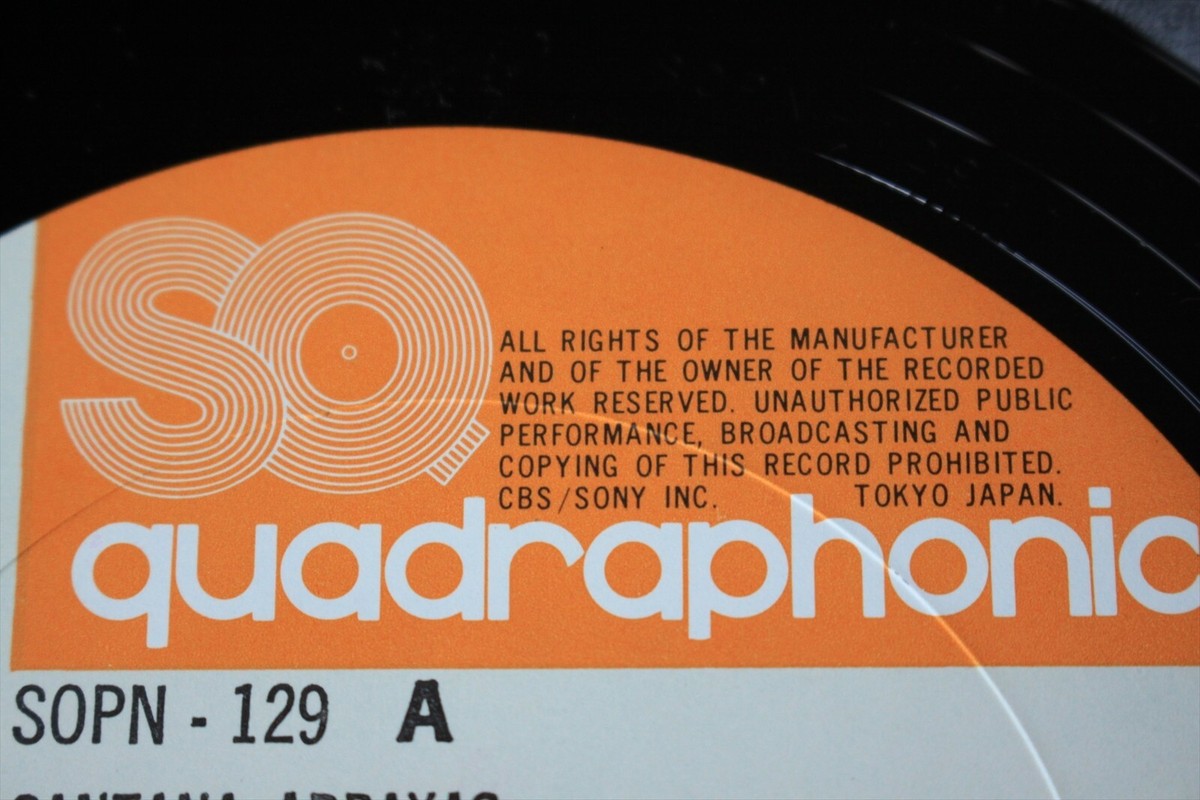 SQ
ALL RIGHTS OF THE MANUFACTURER
AND OF THE OWNER OF THE RECORDED
WORK RESERVED. UNAUTHORIZED PUBLIC
PERFORMANCE, BROADCASTING AND
COPYING OF THIS RECORD PROHIBITED.
CBS/SONY INC. TOKYO JAPAN.
quadraphonic
SOPN - 129 A